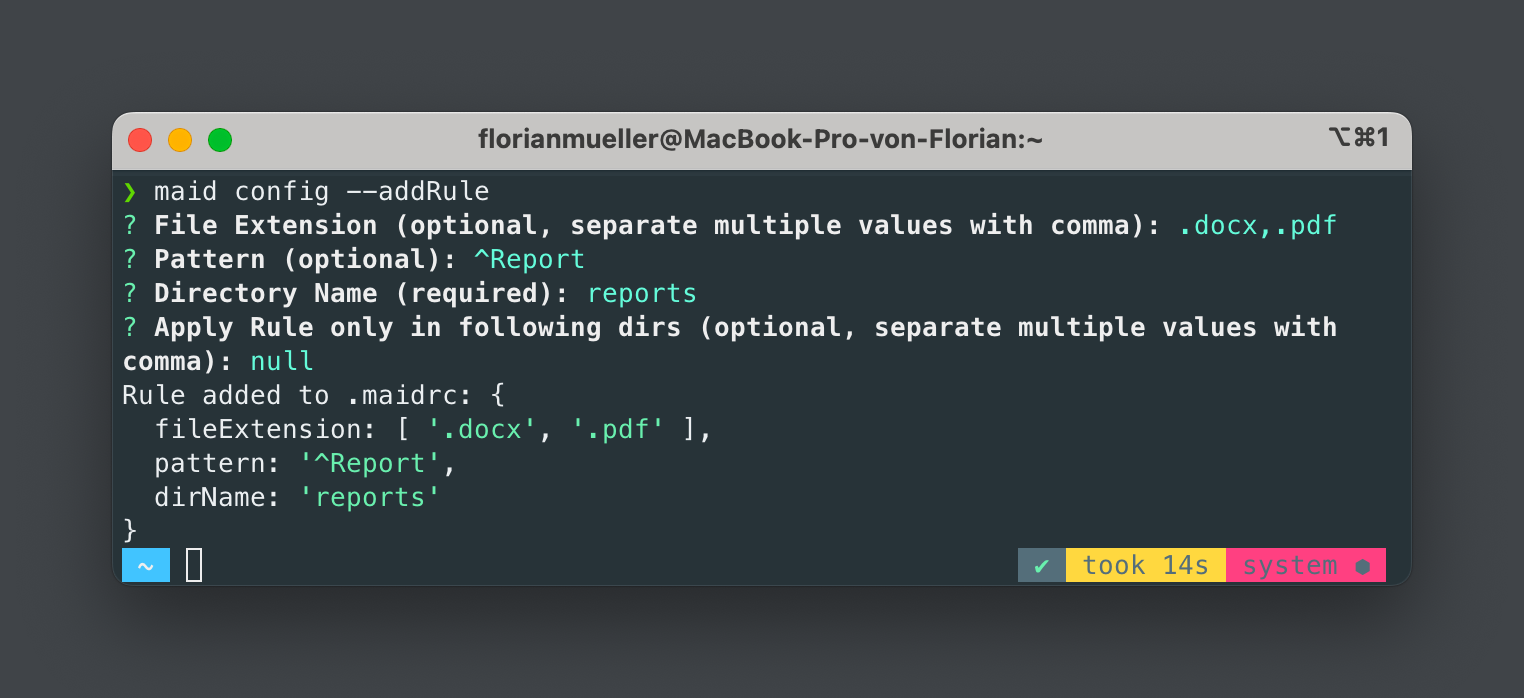 florianmueller@MacBook-Pro-von-Florian:~ ⌥⌘1
❯ maid config --addRule
? File Extension (optional, separate multiple values with comma): .docx,.pdf
? Pattern (optional): ^Report
? Directory Name (required): reports
? Apply Rule only in following dirs (optional, separate multiple values with
comma): null
Rule added to .maidrc: {
  fileExtension: [ '.docx', '.pdf' ],
  pattern: '^Report',
  dirName: 'reports'
}
~ ✔ took 14s system ⬢